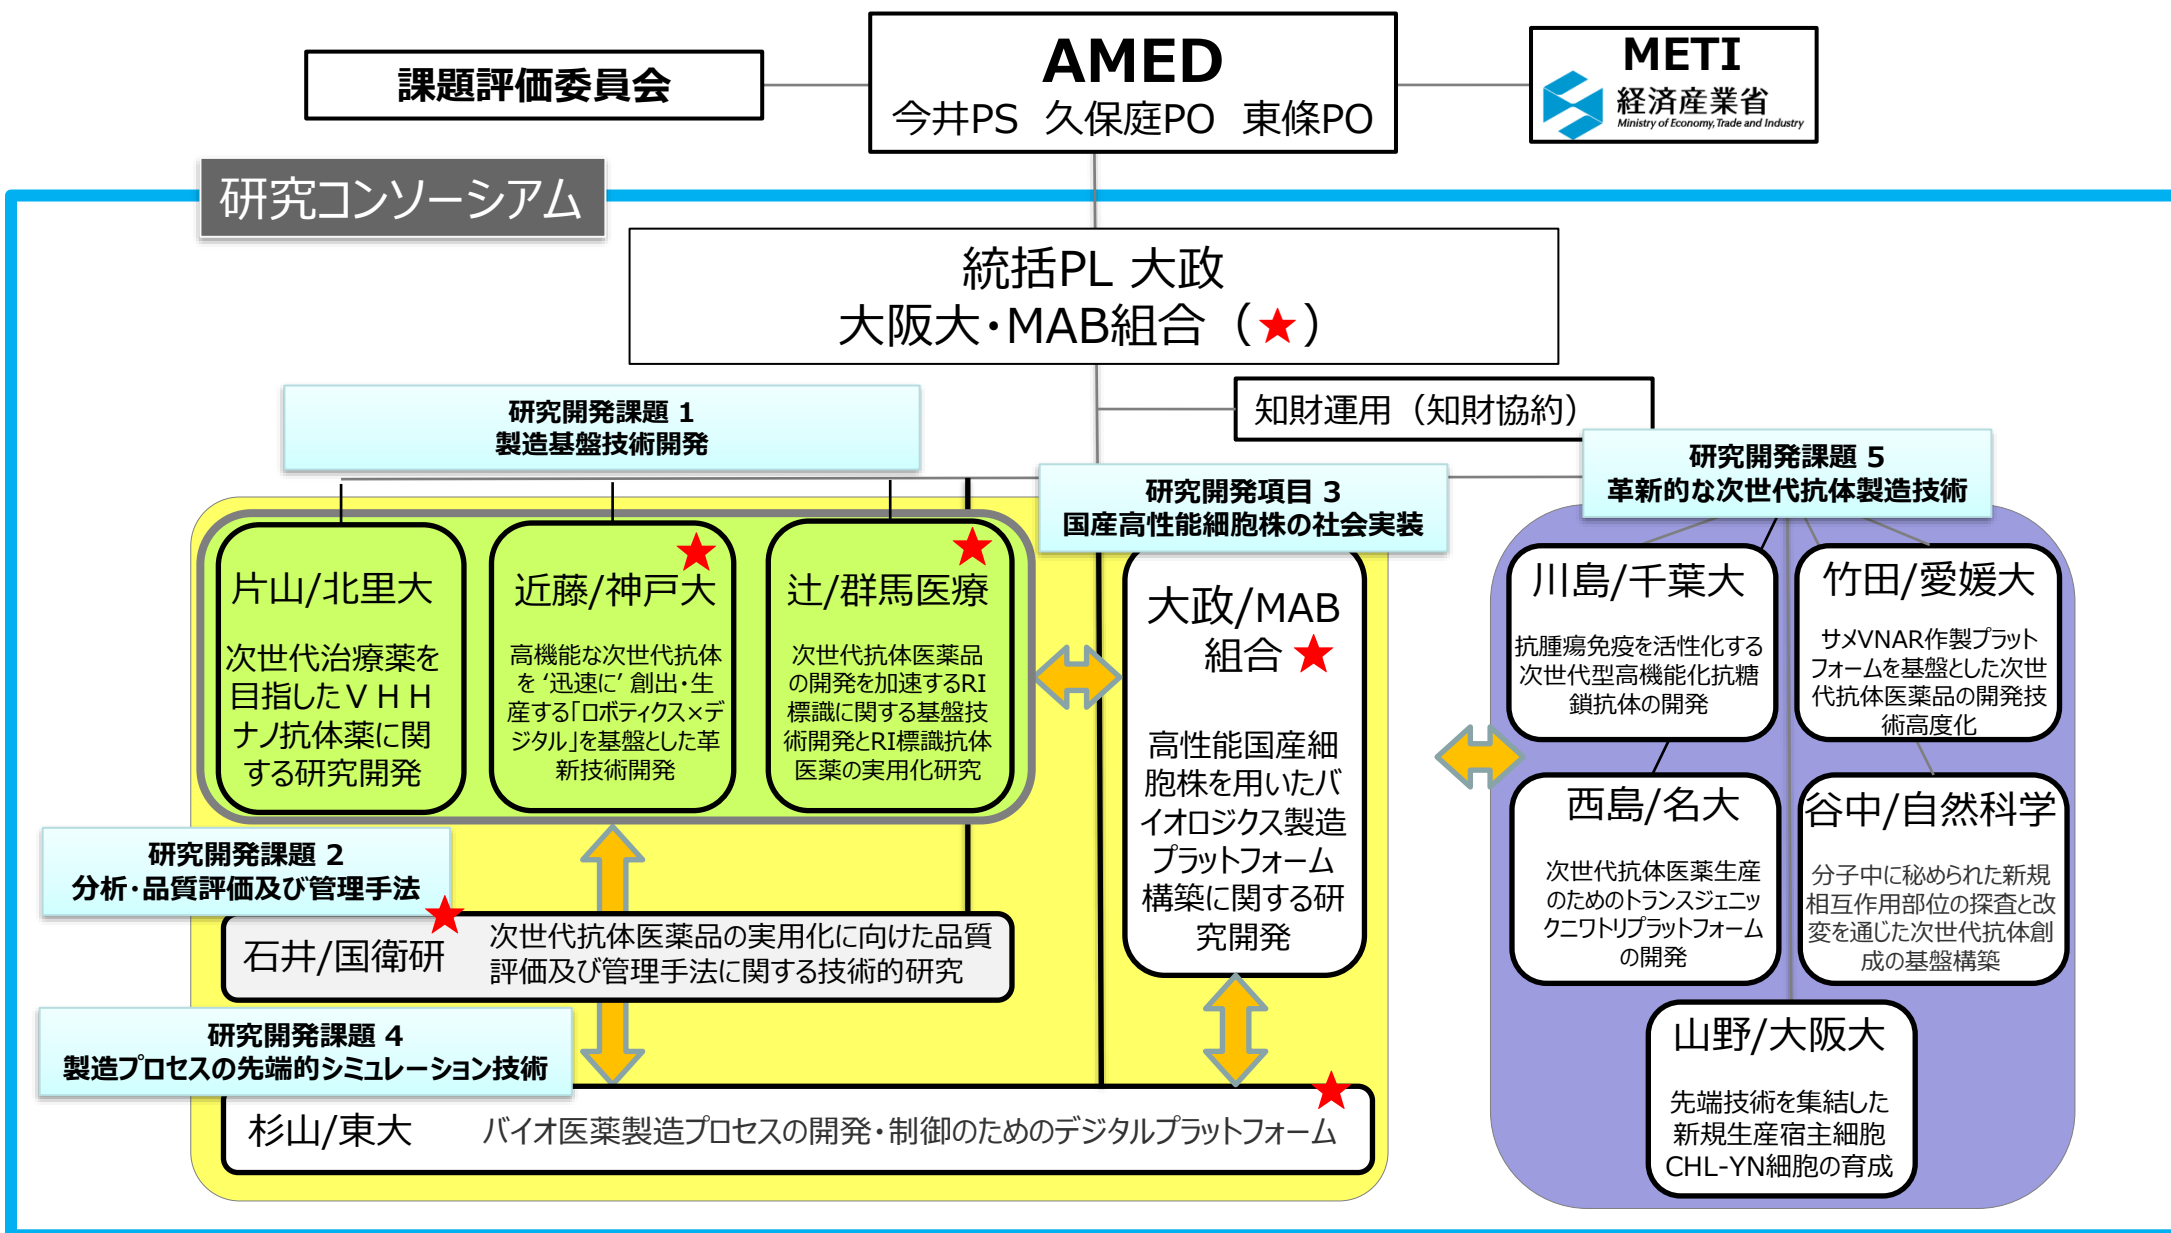 課題評価委員会
AMED
今井PS 久保庭PO 東條PO
METI
経済産業省
Ministry of Economy, Trade and Industry
研究コンソーシアム
統括PL 大政
大阪大・MAB組合（★）
知財運用（知財協約）
研究開発課題 1
製造基盤技術開発
片山/北里大
次世代治療薬を
目指したＶＨＨ
ナノ抗体薬に関
する研究開発
近藤/神戸大
高機能な次世代抗体
を ‘迅速に’ 創出・生
産する「ロボティクス×デ
ジタル」を基盤とした革
新技術開発
辻/群馬医療
次世代抗体医薬品
の開発を加速するRI
標識に関する基盤技
術開発とRI標識抗体
医薬の実用化研究
研究開発項目 3
国産高性能細胞株の社会実装
大政/MAB
組合 ★
高性能国産細
胞株を用いたバ
イオロジクス製造
プラットフォーム
構築に関する研
究開発
研究開発課題 2
分析・品質評価及び管理手法
石井/国衛研
次世代抗体医薬品の実用化に向けた品質
評価及び管理手法に関する技術的研究
研究開発課題 4
製造プロセスの先端的シミュレーション技術
杉山/東大
バイオ医薬製造プロセスの開発・制御のためのデジタルプラットフォーム
研究開発課題 5
革新的な次世代抗体製造技術
川島/千葉大
抗腫瘍免疫を活性化する
次世代型高機能化抗糖
鎖抗体の開発
竹田/愛媛大
サメVNAR作製プラット
フォームを基盤とした次世
代抗体医薬品の開発技
術高度化
西島/名大
次世代抗体医薬生産
のためのトランスジェニッ
クニワトリプラットフォーム
の開発
谷中/自然科学
分子中に秘められた新規
相互作用部位の探査と改
変を通じた次世代抗体創
成の基盤構築
山野/大阪大
先端技術を集結した
新規生産宿主細胞
CHL-YN細胞の育成